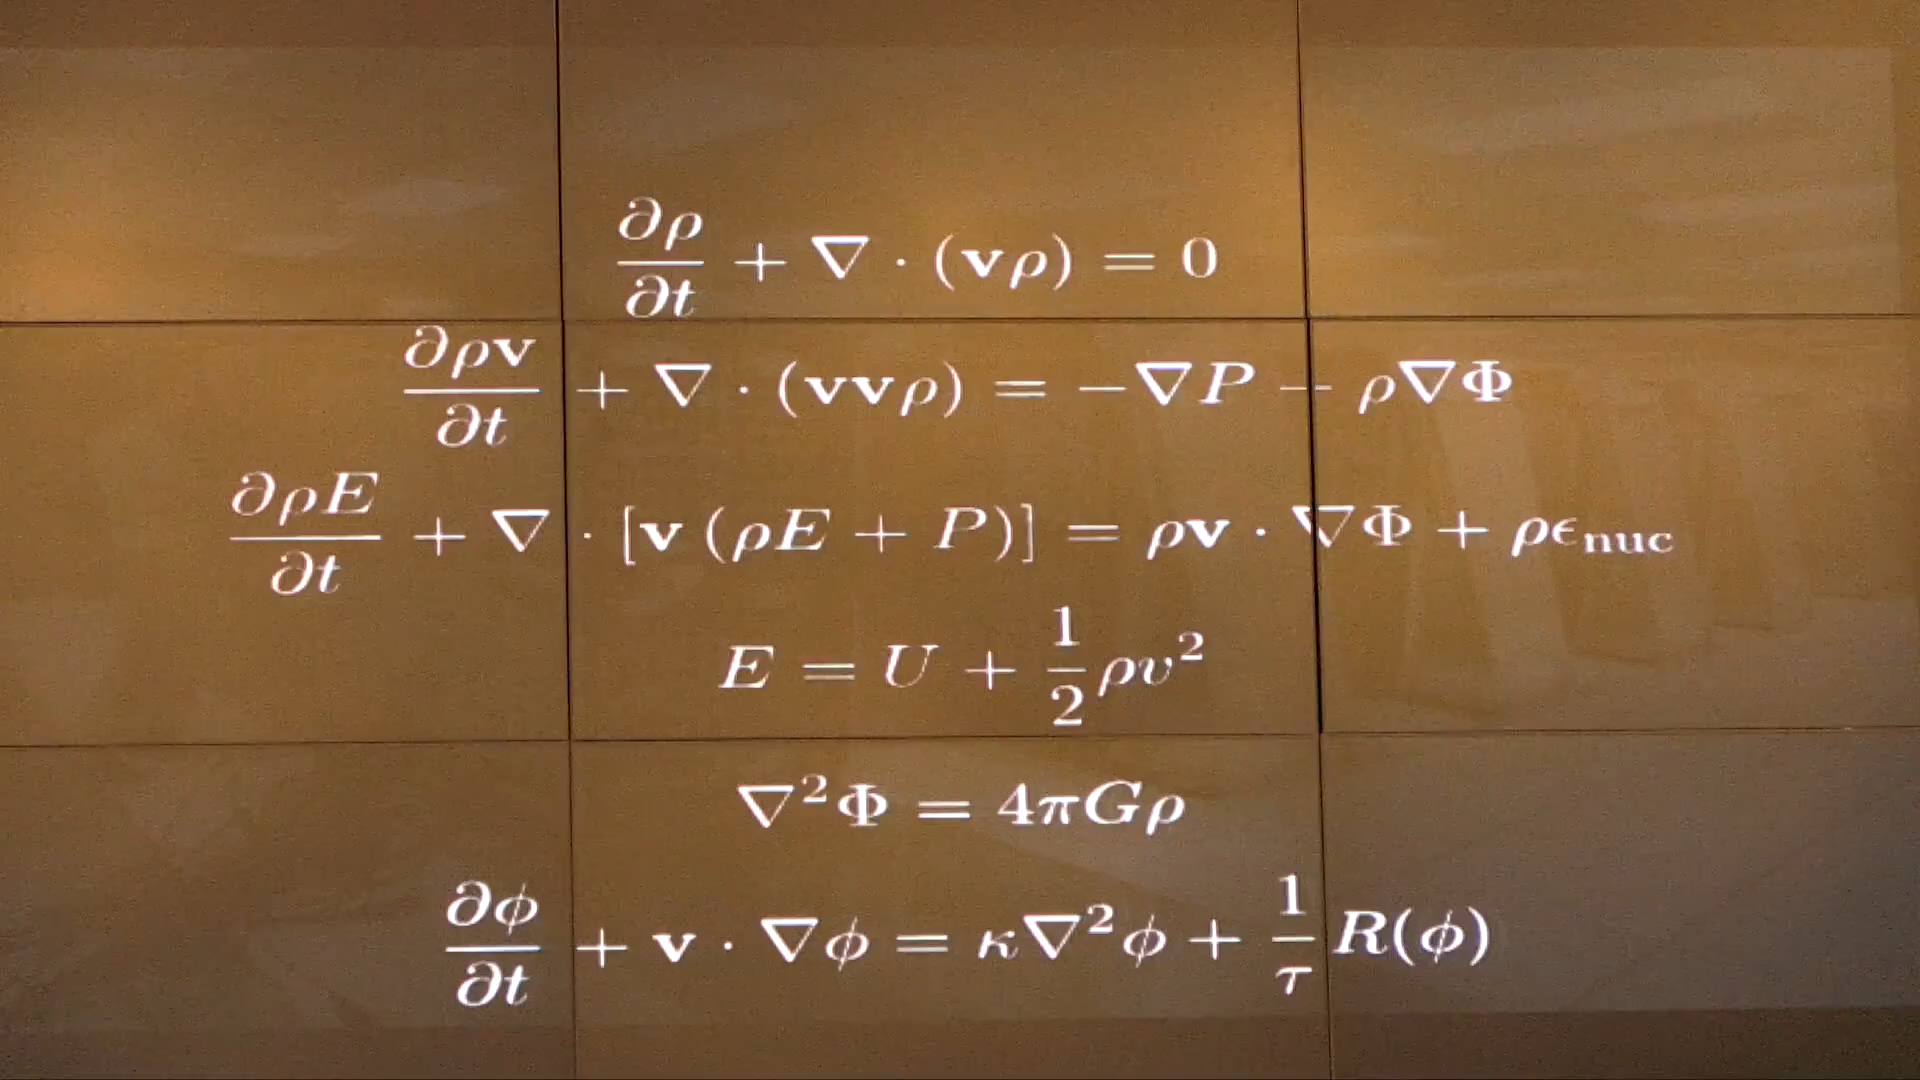 ∂ρ/∂t + ∇ · (vρ) = 0
∂ρv/∂t + ∇ · (vvρ) = −∇P − ρ∇Φ
∂ρE/∂t + ∇ · [v (ρE + P)] = ρv · ∇Φ + ρϵ_nuc
E = U + 1/2 ρv²
∇²Φ = 4πGρ
∂ϕ/∂t + v · ∇ϕ = κ∇²ϕ + 1/τ R(ϕ)